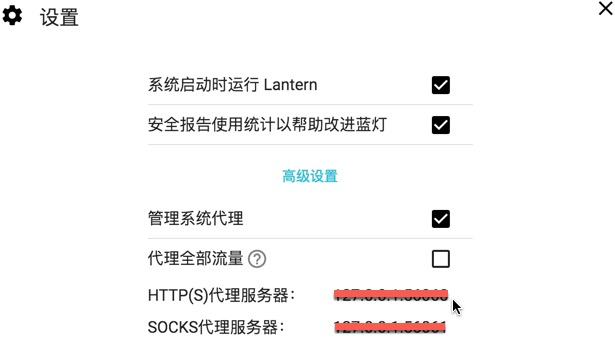 设置
系统启动时运行 Lantern
安全报告使用统计以帮助改进蓝灯
高级设置
管理系统代理
代理全部流量 ?
HTTP(S)代理服务器:
SOCKS代理服务器: